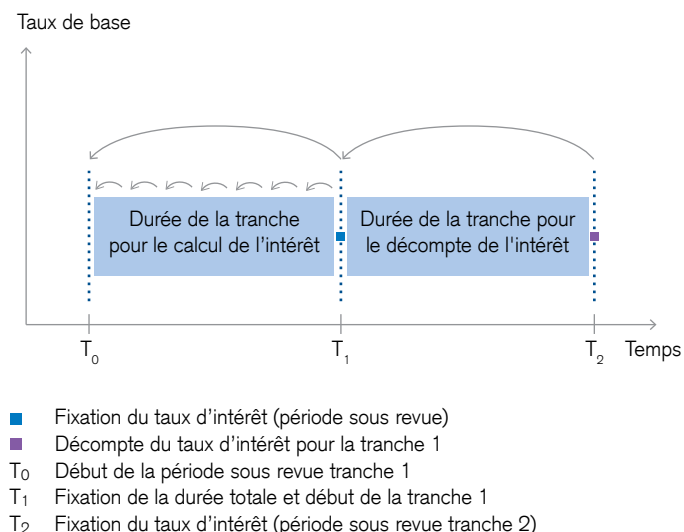 Taux de base
Durée de la tranche
pour le calcul de l’intérêt
Durée de la tranche pour
le décompte de l'intérêt
T0
T1
T2
Temps
Fixation du taux d’intérêt (période sous revue)
Décompte du taux d’intérêt pour la tranche 1
T0 Début de la période sous revue tranche 1
T1 Fixation de la durée totale et début de la tranche 1
T2 Fixation du taux d’intérêt (période sous revue tranche 2)